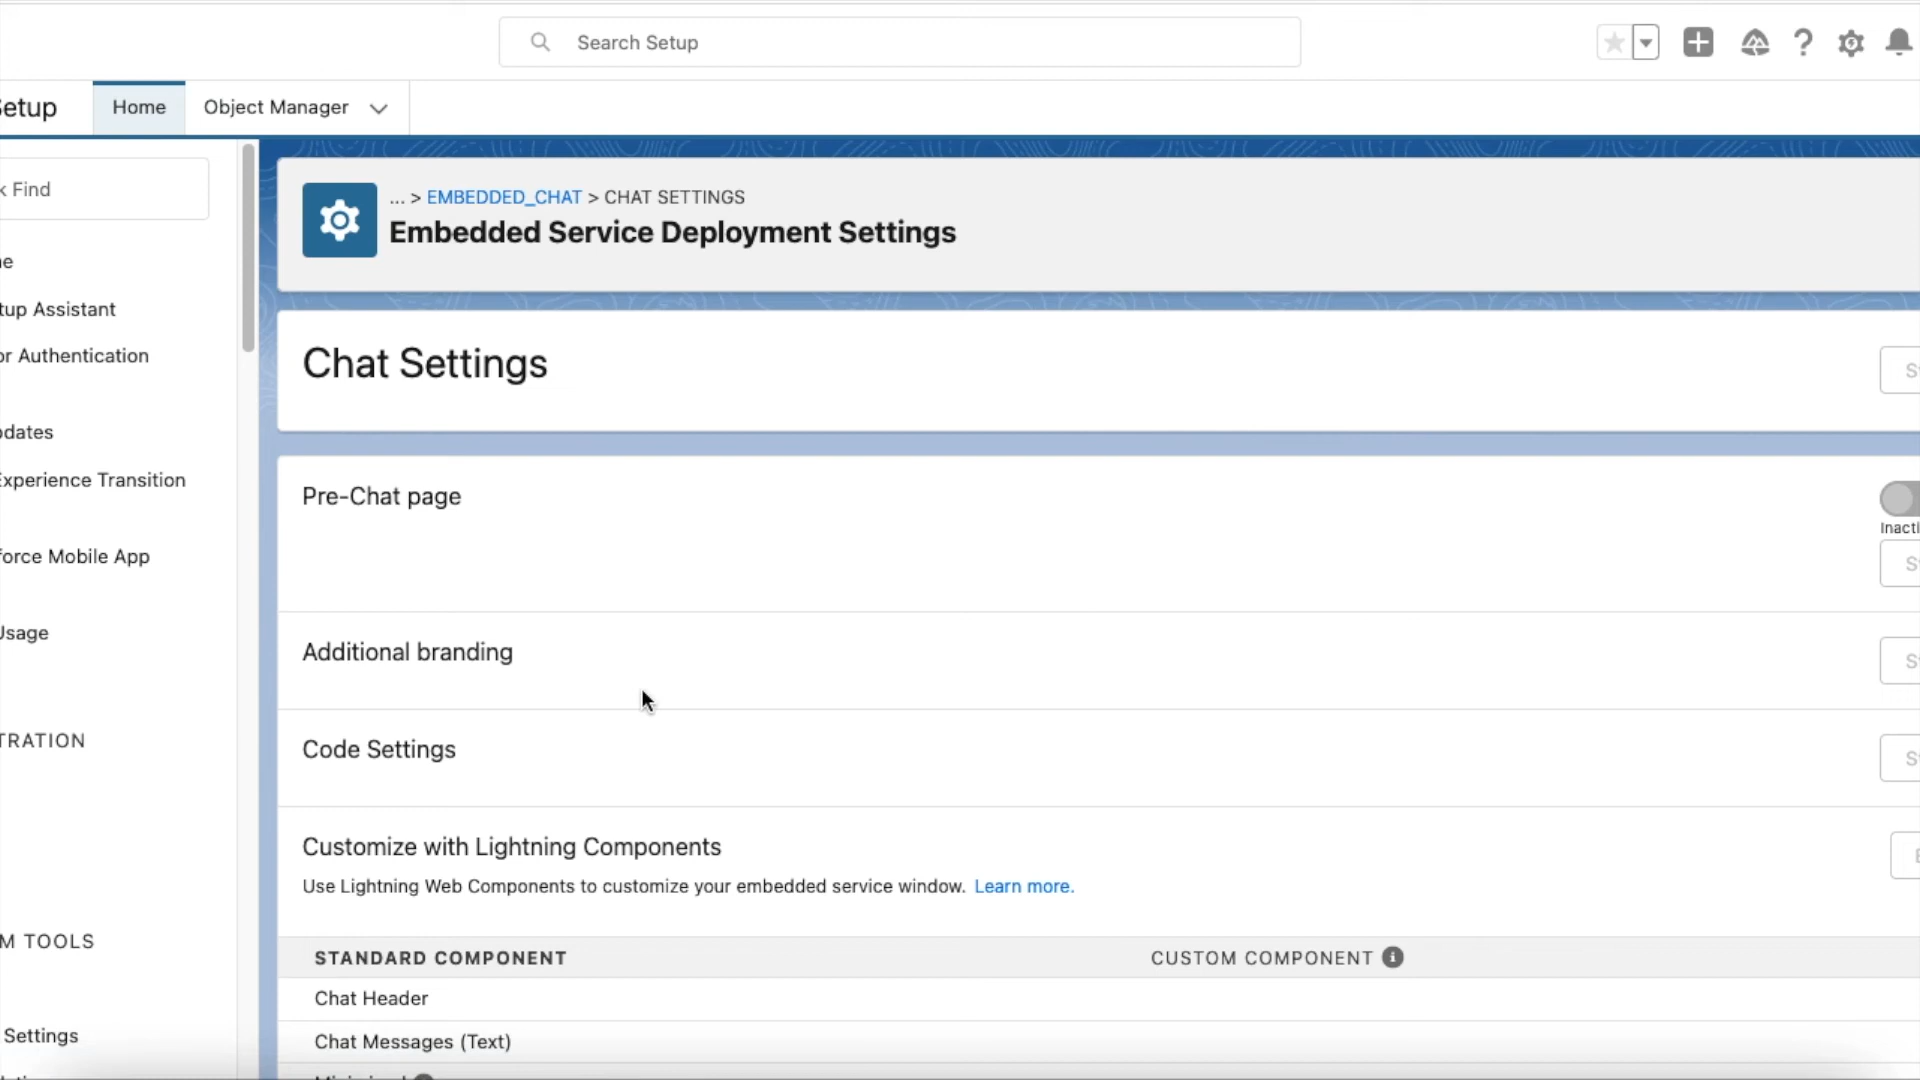 Search Setup
Setup
Home
Object Manager
k Find
... > EMBEDDED_CHAT > CHAT SETTINGS
Embedded Service Deployment Settings
tup Assistant
or Authentication
Chat Settings
pdates
Experience Transition
Pre-Chat page
Inacti
force Mobile App
Usage
Additional branding
TRATION
Code Settings
Customize with Lightning Components
Use Lightning Web Components to customize your embedded service window. Learn more.
M TOOLS
STANDARD COMPONENT
CUSTOM COMPONENT
Chat Header
Settings
Chat Messages (Text)